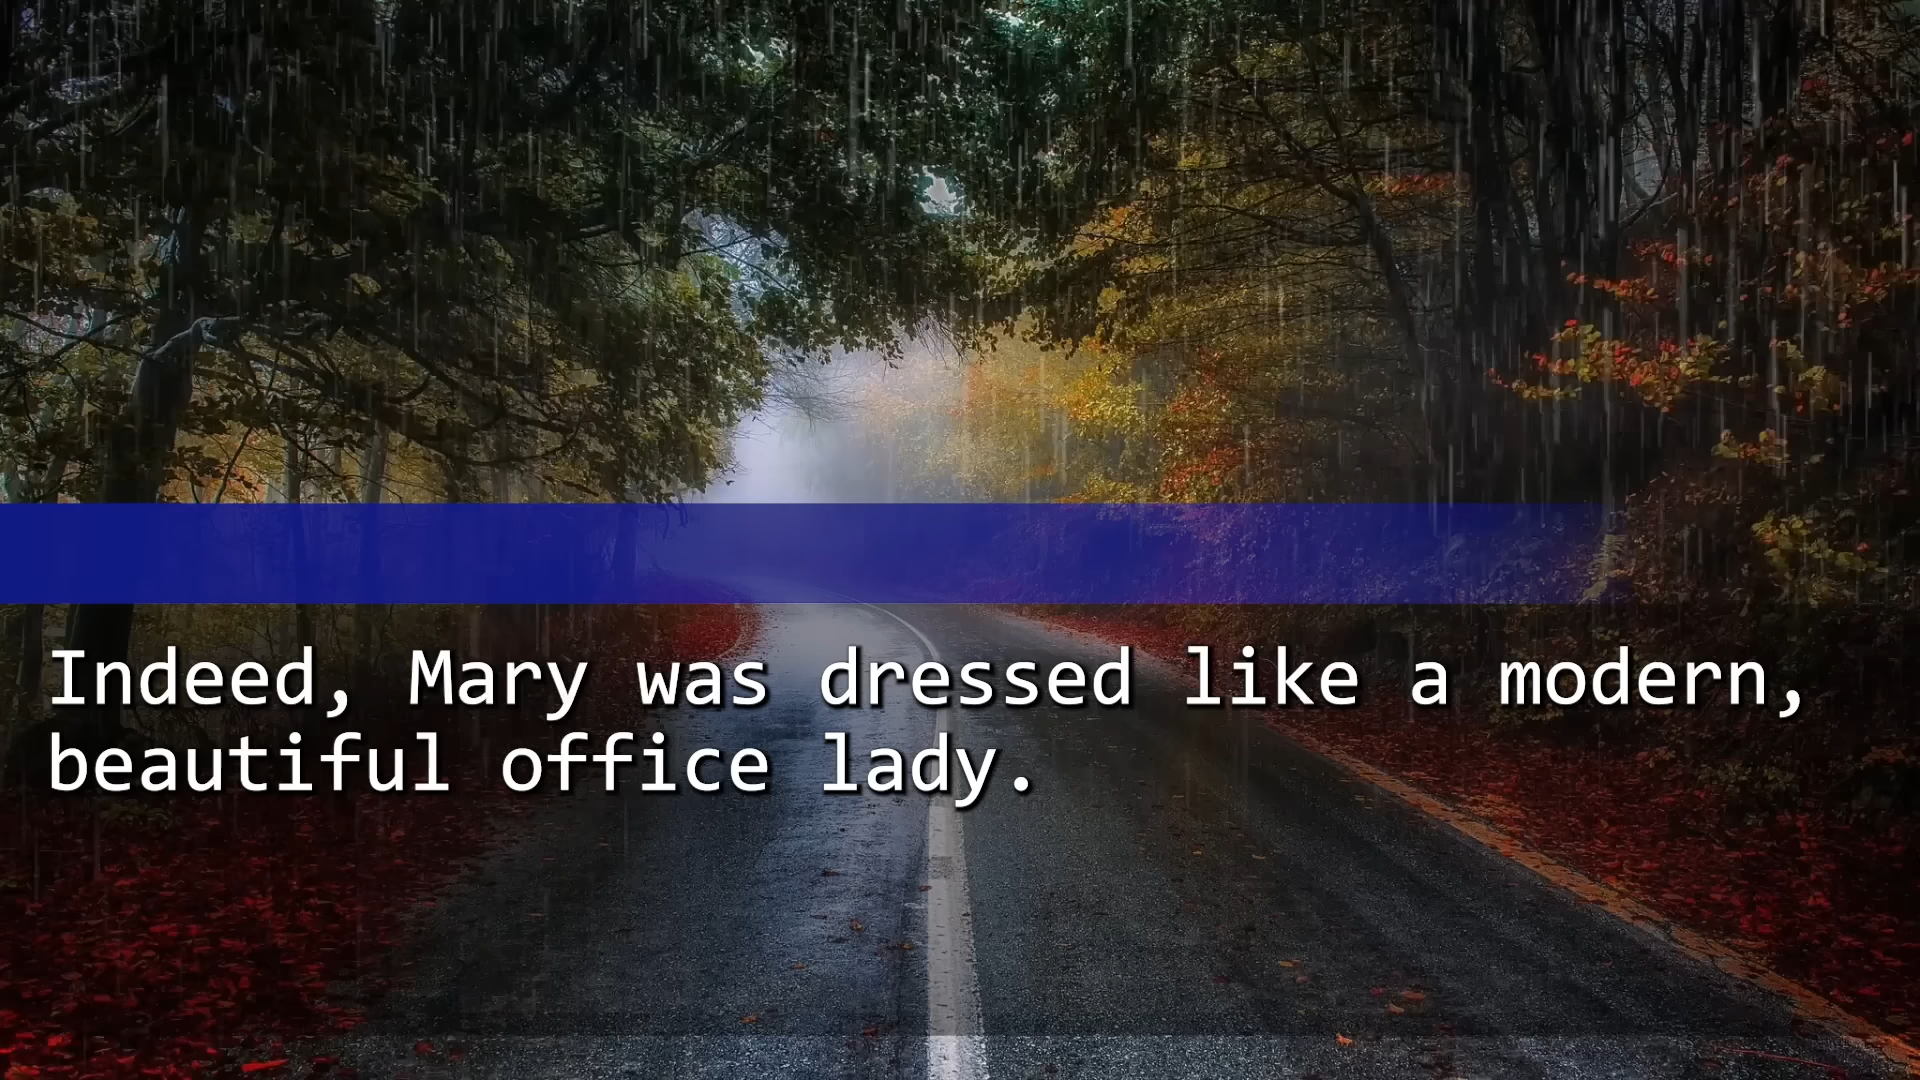 Indeed, Mary was dressed like a modern,
beautiful office lady.